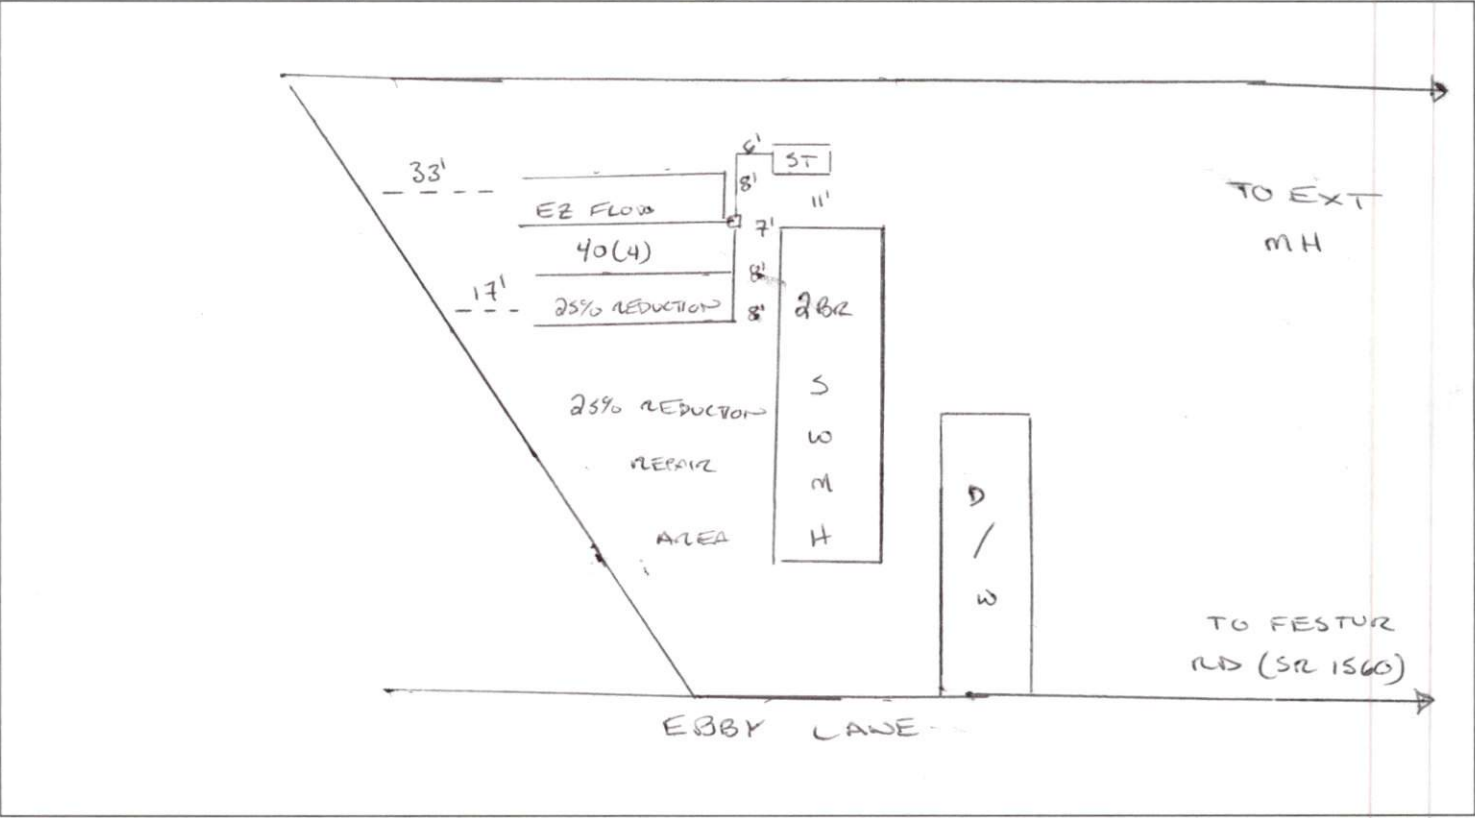 6'
ST
33'
8'
TO EXT
MH
11'
EZ FLOW
7'
40(4)
8'
17'
25% REDUCTION
8'
2BR
S
W
M
H
25% REDUCTION
REPAIR
AREA
D
/
W
TO FESTUR
RD (SR 1560)
EBBY LANE